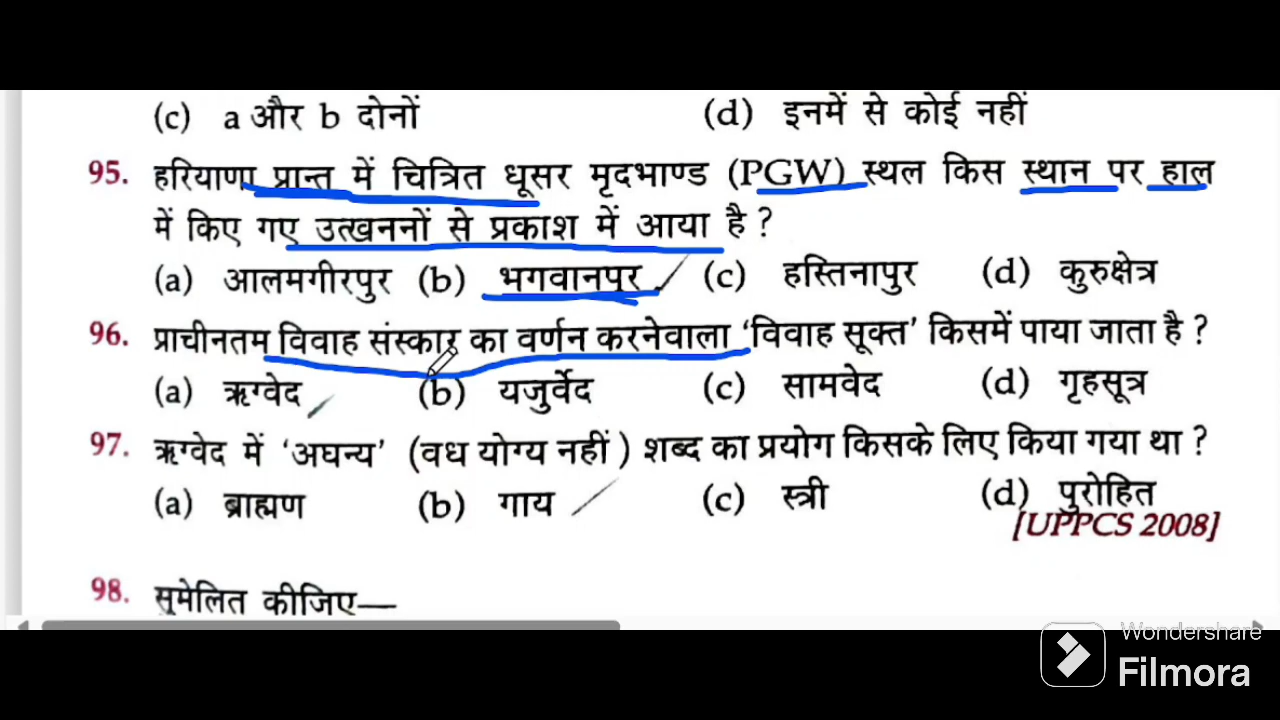 (c) a और b दोनों (d) इनमें से कोई नहीं
95. हरियाणा प्रान्त में चित्रित धूसर मृदभाण्ड (PGW) स्थल किस स्थान पर हाल
में किए गए उत्खननों से प्रकाश में आया है ?
(a) आलमगीरपुर (b) भगवानपुर (c) हस्तिनापुर (d) कुरुक्षेत्र
96. प्राचीनतम विवाह संस्कार का वर्णन करनेवाला ‘विवाह सूक्त’ किसमें पाया जाता है ?
(a) ऋग्वेद (b) यजुर्वेद (c) सामवेद (d) गृहसूत्र
97. ऋग्वेद में ‘अघन्य’ (वध योग्य नहीं) शब्द का प्रयोग किसके लिए किया गया था ?
(a) ब्राह्मण (b) गाय (c) स्त्री (d) पुरोहित
[UPPCS 2008]
98. सुमेलित कीजिए—
Wondershare
Filmora